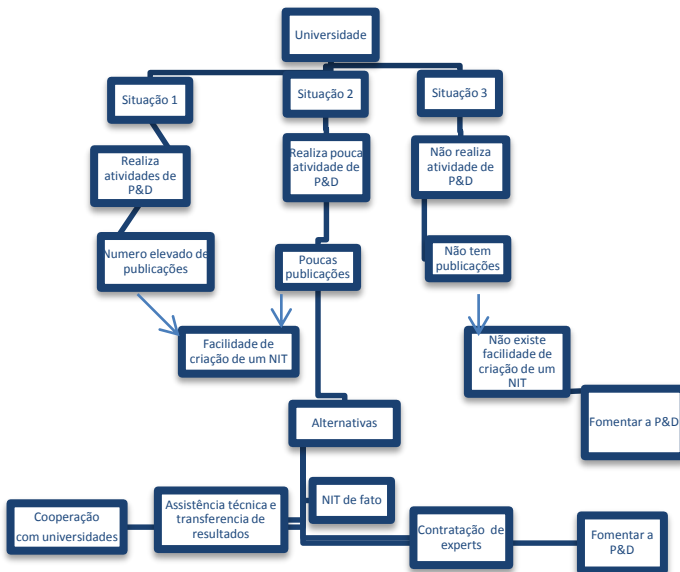 Universidade
Situação 1
Situação 2
Situação 3
Realiza
atividades de
P&D
Realiza pouca
atividade de
P&D
Não realiza
atividade de
P&D
Numero elevado de
publicações
Poucas
publicações
Não tem
publicações
Facilidade de
criação de um NIT
Não existe
facilidade de
criação de um
NIT
Fomentar a P&D
Alternativas
NIT de fato
Cooperação
com universidades
Assistência técnica e
transferencia de
resultados
Contratação de
experts
Fomentar a
P&D